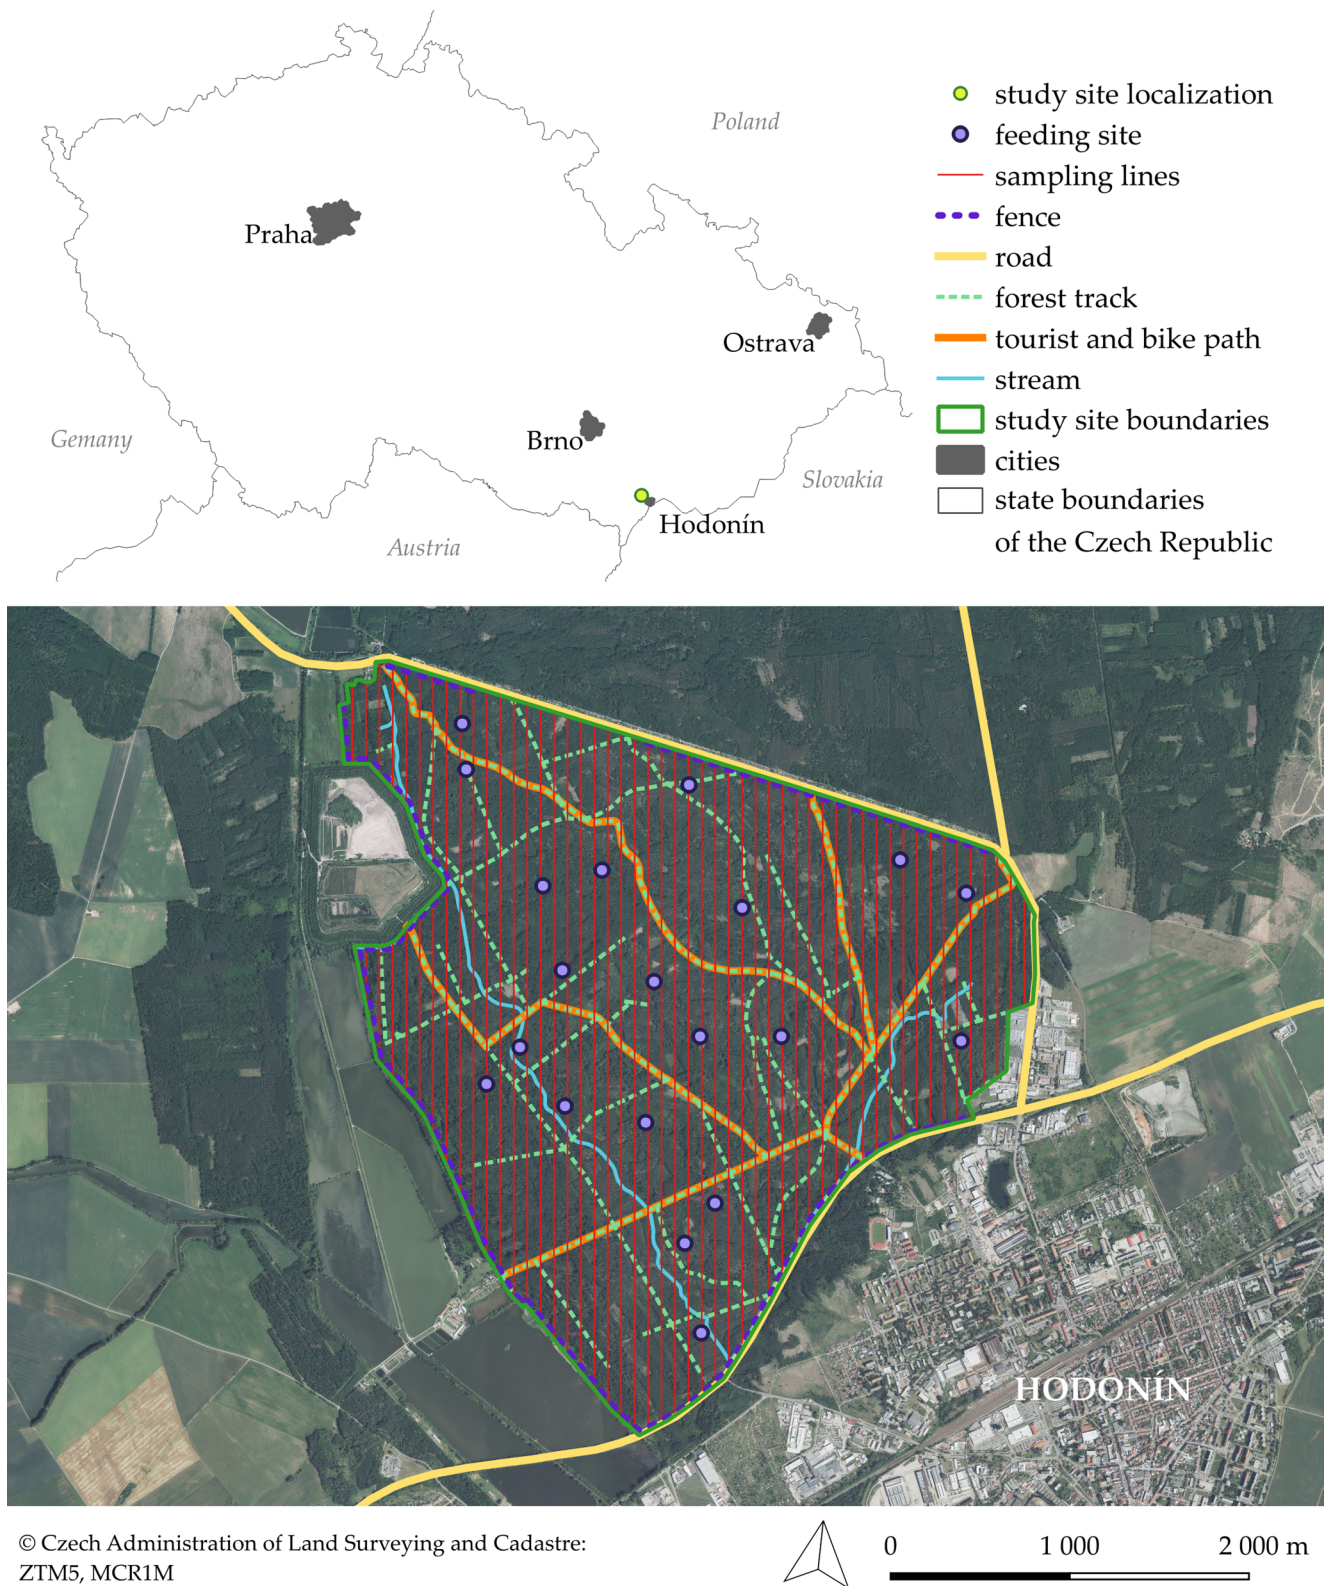 Poland
Praha
Ostrava
Gemany
Brno
Slovakia
Hodonín
Austria
study site localization
feeding site
sampling lines
fence
road
forest track
tourist and bike path
stream
study site boundaries
cities
state boundaries
of the Czech Republic
HODONÍN
© Czech Administration of Land Surveying and Cadastre:
ZTM5, MCR1M
0 1 000 2 000 m